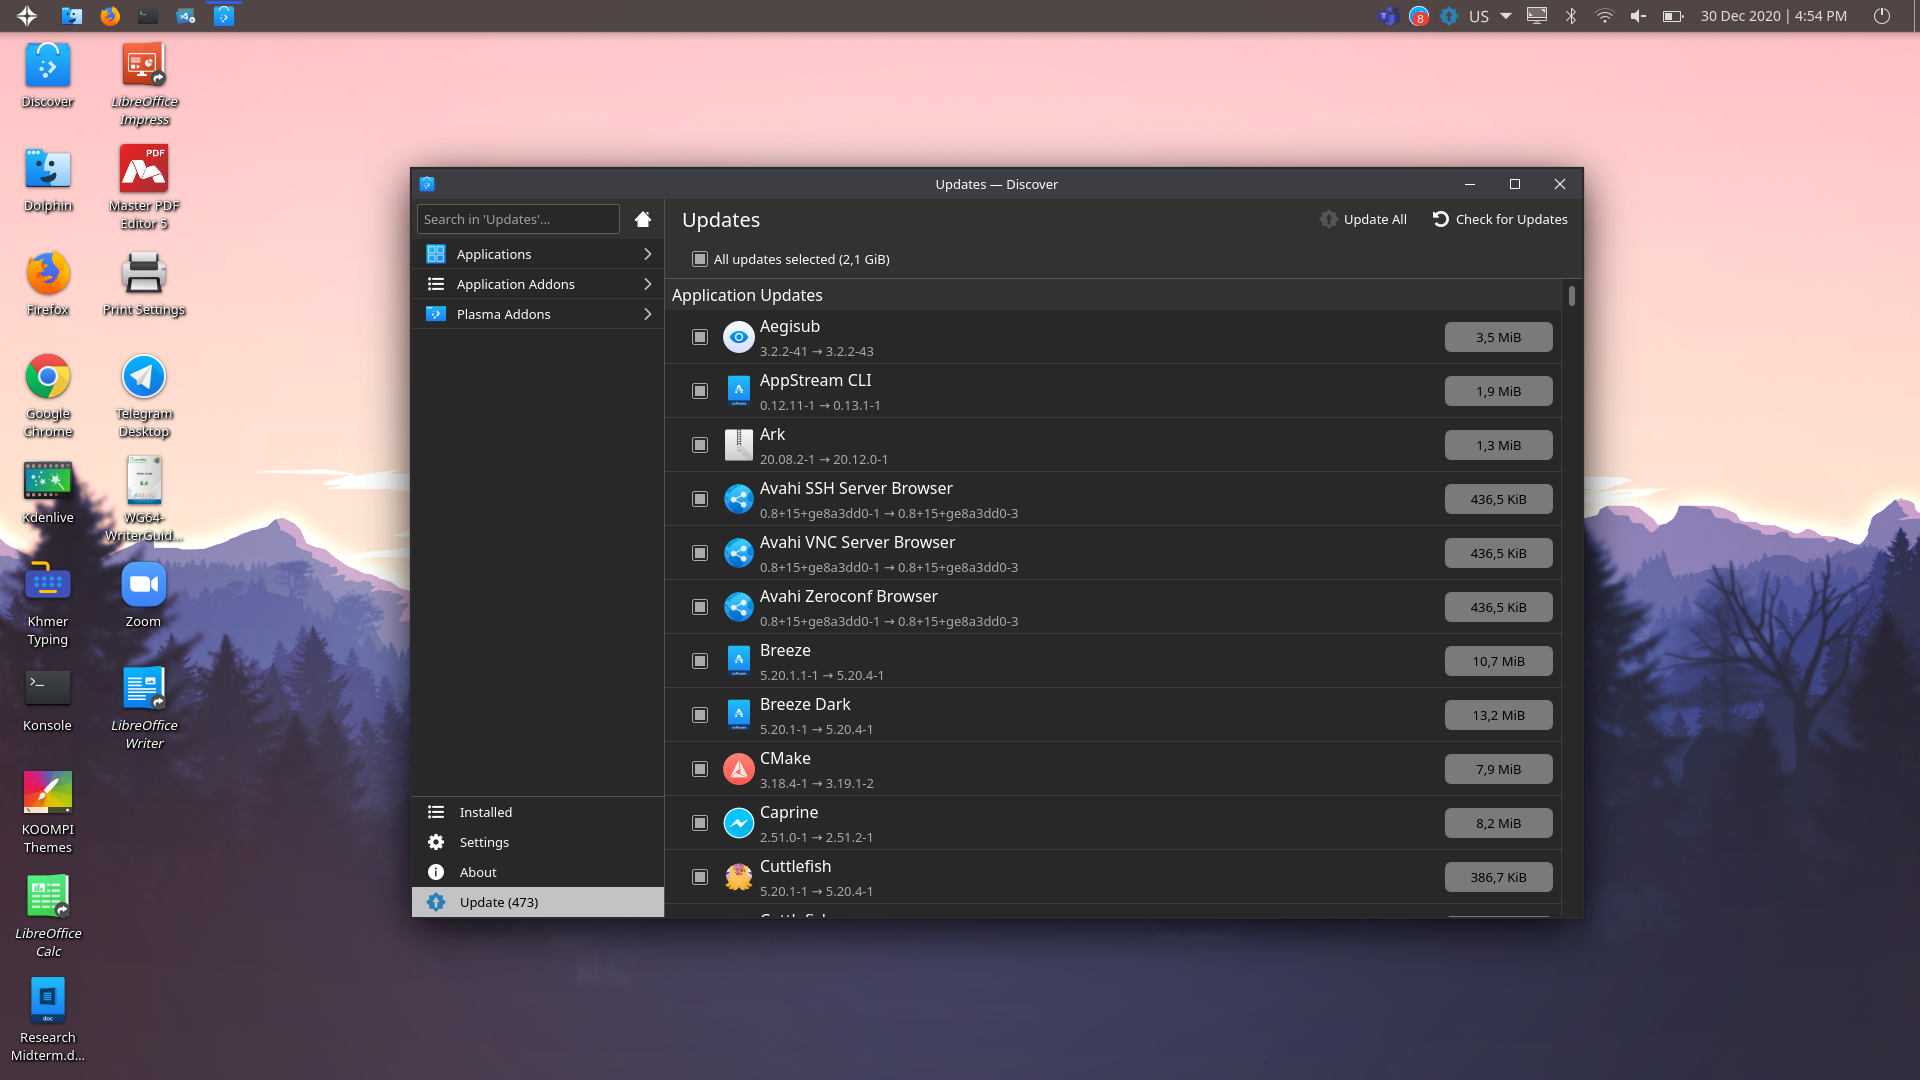 8
US
30 Dec 2020 | 4:54 PM
Discover
LibreOffice
Impress
Dolphin
PDF
Master PDF
Editor 5
Firefox
Print Settings
Google
Chrome
Telegram
Desktop
Kdenlive
6.4
WG64-
WriterGuid...
Khmer
Typing
Zoom
>_
Konsole
LibreOffice
Writer
KOOMPI
Themes
LibreOffice
Calc
doc
Research
Midterm.d...
Updates — Discover
Search in 'Updates'...
Applications
Application Addons
Plasma Addons
Installed
Settings
About
Update (473)
Updates
Update All
Check for Updates
All updates selected (2,1 GiB)
Application Updates
Aegisub
3.2.2-41 → 3.2.2-43
3,5 MiB
AppStream CLI
0.12.11-1 → 0.13.1-1
1,9 MiB
Ark
20.08.2-1 → 20.12.0-1
1,3 MiB
Avahi SSH Server Browser
0.8+15+ge8a3dd0-1 → 0.8+15+ge8a3dd0-3
436,5 KiB
Avahi VNC Server Browser
0.8+15+ge8a3dd0-1 → 0.8+15+ge8a3dd0-3
436,5 KiB
Avahi Zeroconf Browser
0.8+15+ge8a3dd0-1 → 0.8+15+ge8a3dd0-3
436,5 KiB
Breeze
5.20.1.1-1 → 5.20.4-1
10,7 MiB
Breeze Dark
5.20.1-1 → 5.20.4-1
13,2 MiB
CMake
3.18.4-1 → 3.19.1-2
7,9 MiB
Caprine
2.51.0-1 → 2.51.2-1
8,2 MiB
Cuttlefish
5.20.1-1 → 5.20.4-1
386,7 KiB